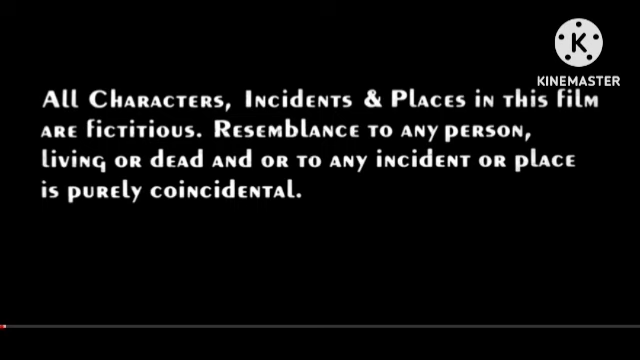 KINEMASTER
All Characters, Incidents & Places in this film
are fictitious. Resemblance to any person,
living or dead and or to any incident or place
is purely coincidental.